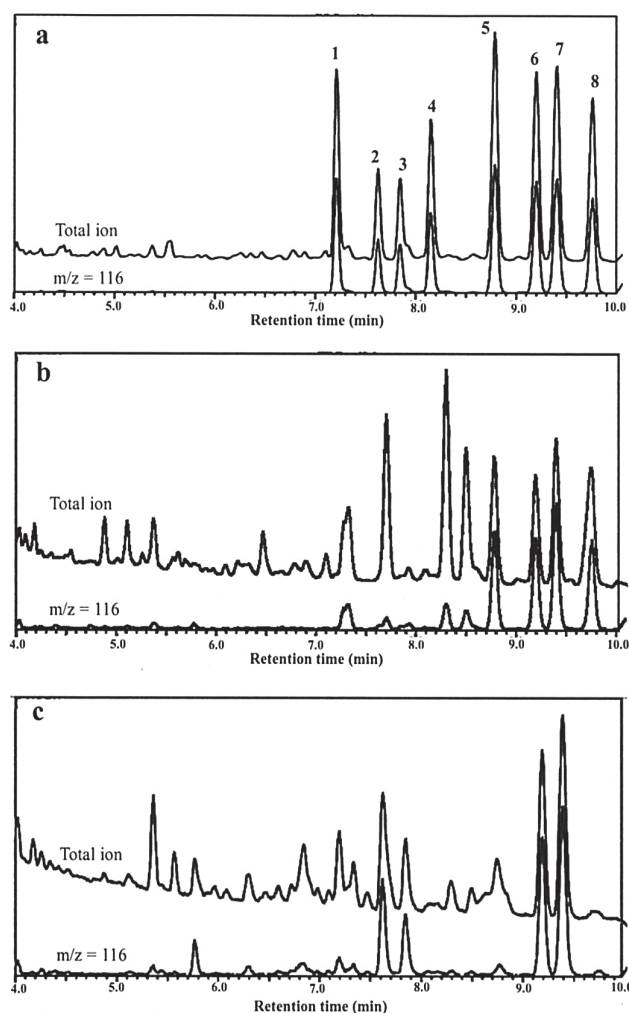 a
1 2 3 4 5 6 7 8
Total ion
m/z = 116
4.0 5.0 6.0 7.0 8.0 9.0 10.0
Retention time (min)
b
Total ion
m/z = 116
4.0 5.0 6.0 7.0 8.0 9.0 10.0
Retention time (min)
c
Total ion
m/z = 116
4.0 5.0 6.0 7.0 8.0 9.0 10.0
Retention time (min)